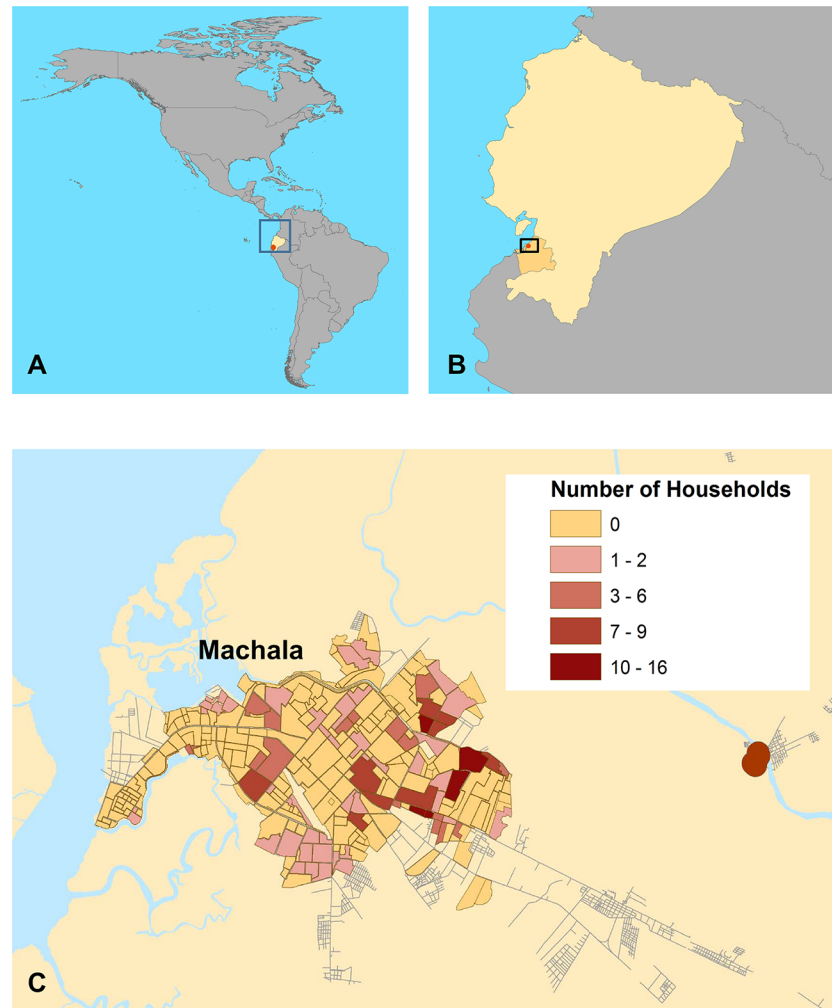 A
B
Number of Households
0
1 - 2
3 - 6
7 - 9
10 - 16
Machala
C